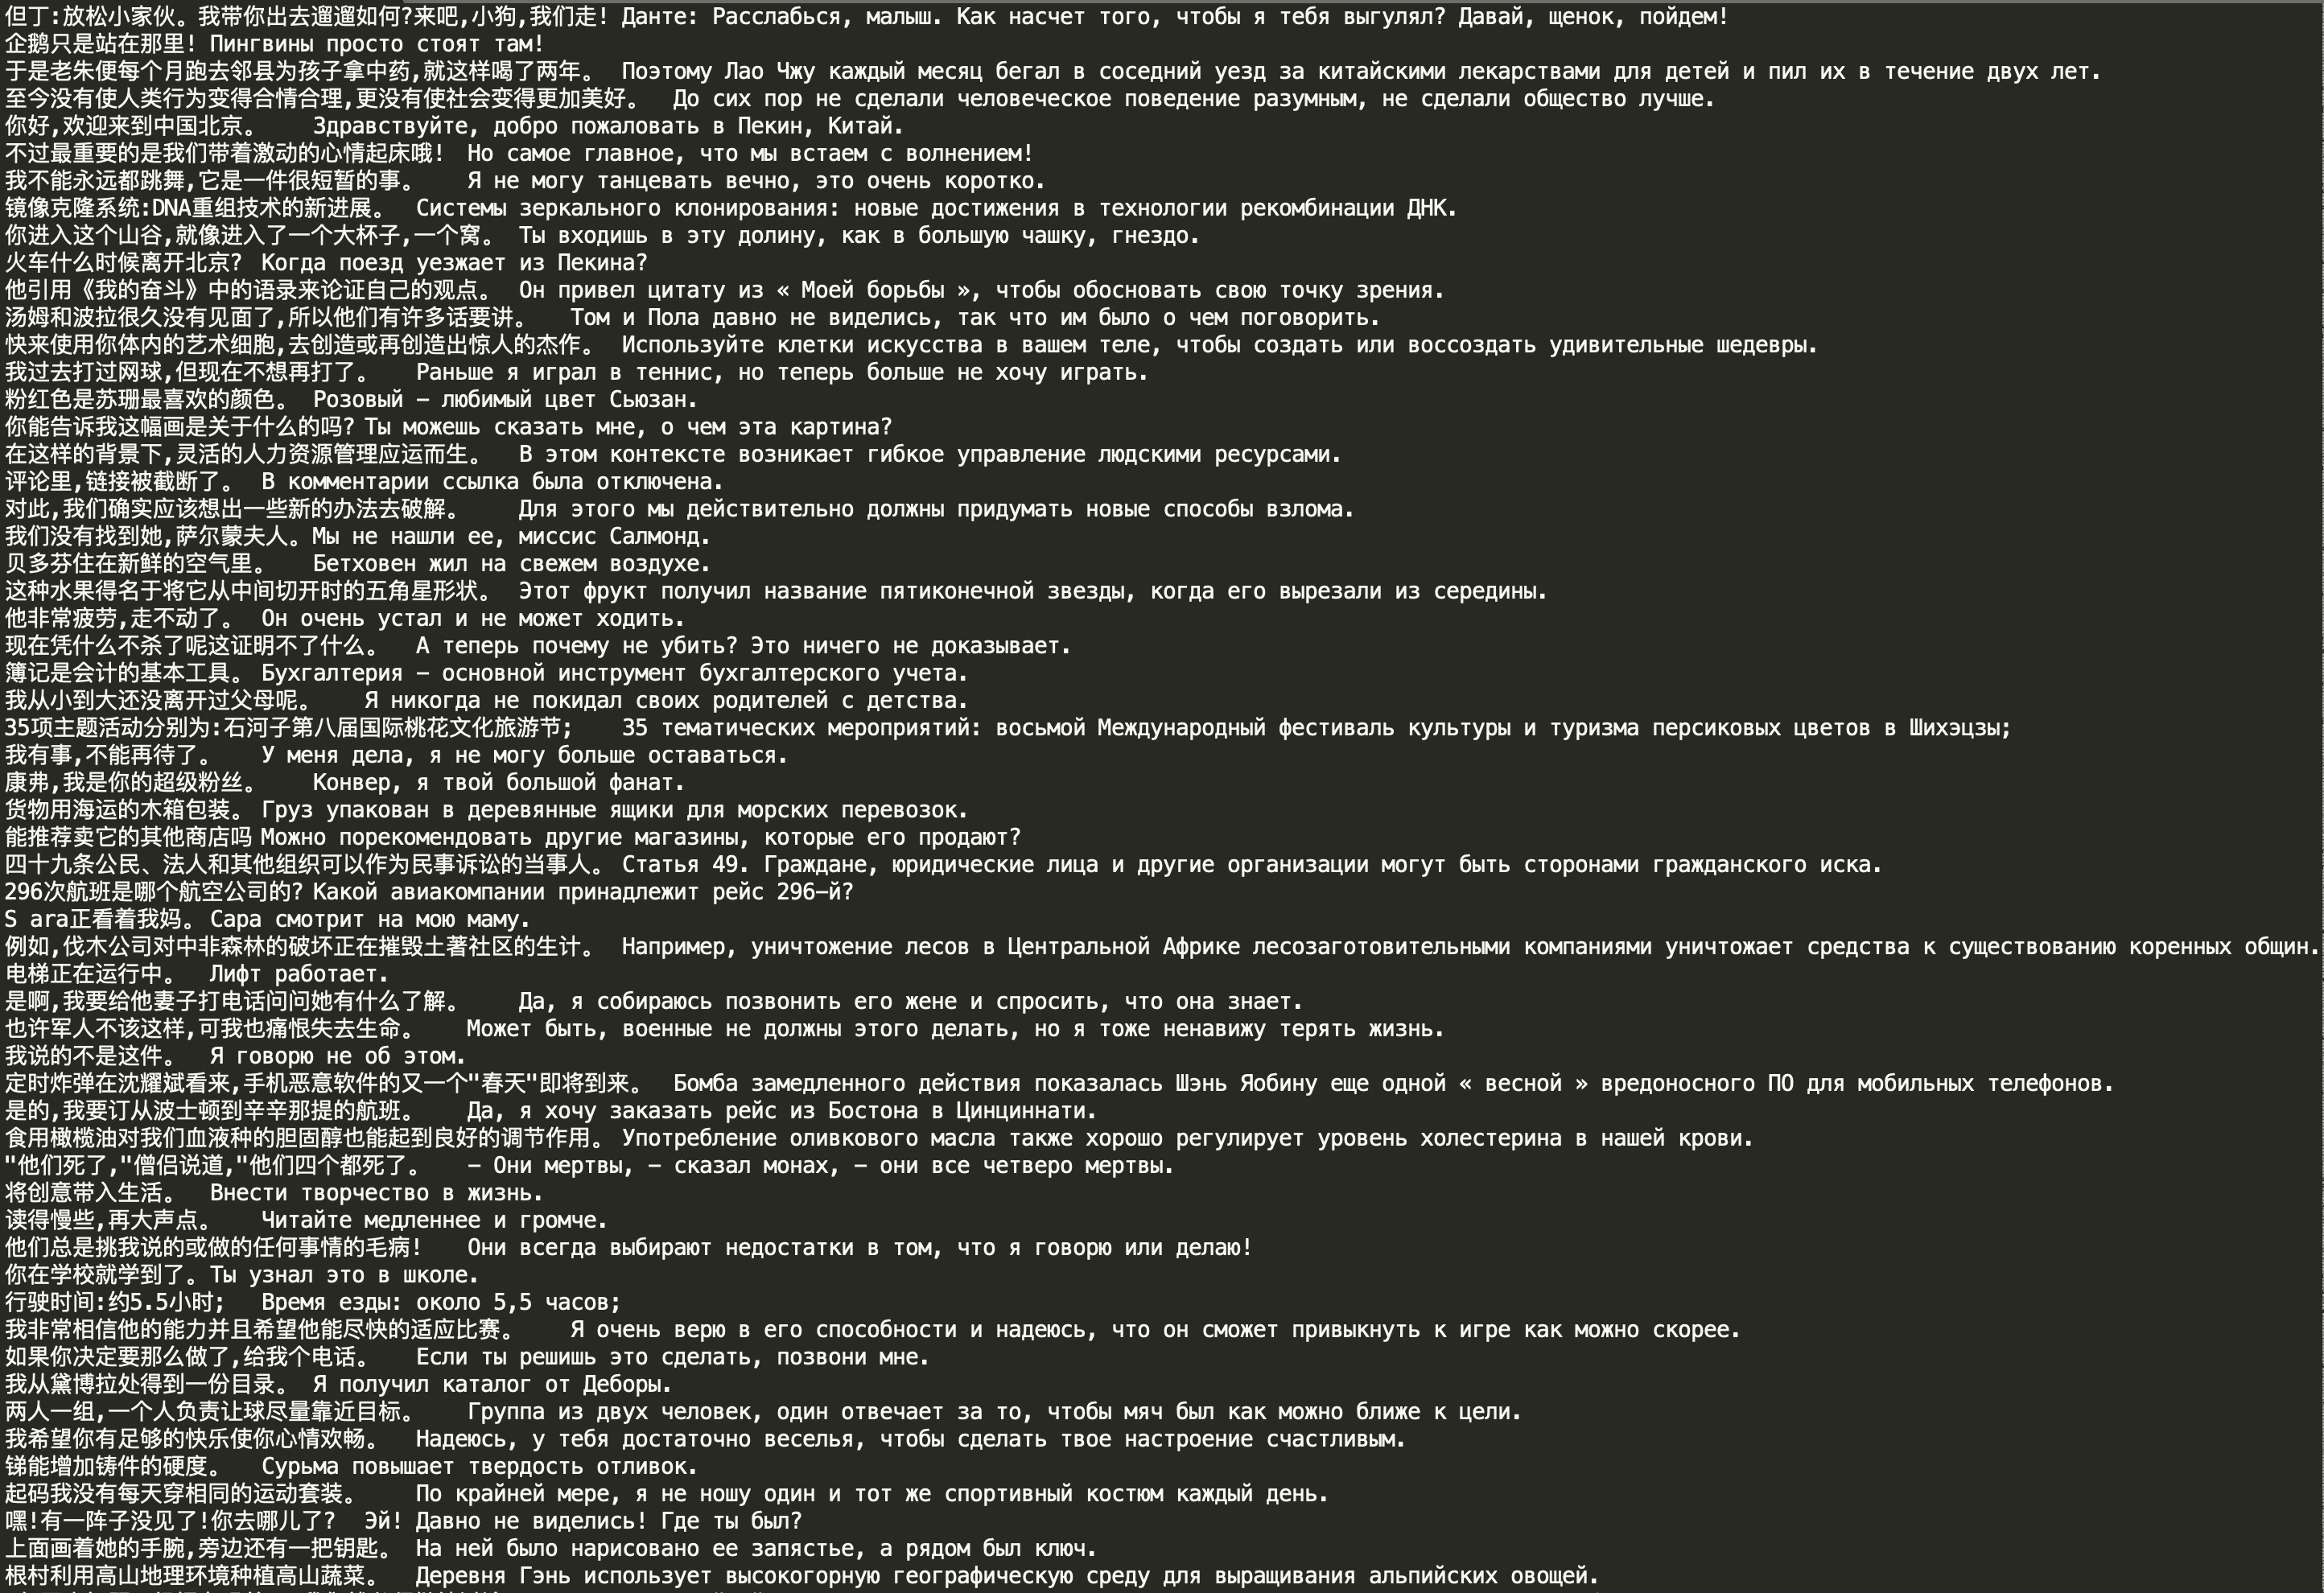 但丁:放松小家伙。我带你出去遛遛如何?来吧,小狗,我们走! Данте: Расслабься, малыш. Как насчет того, чтобы я тебя выгулял? Давай, щенок, пойдем!
企鹅只是站在那里! Пингвины просто стоят там!
于是老朱便每个月跑去邻县为孩子拿中药,就这样喝了两年。 Поэтому Лао Чжу каждый месяц бегал в соседний уезд за китайскими лекарствами для детей и пил их в течение двух лет.
至今没有使人类行为变得合情合理,更没有使社会变得更加美好。 До сих пор не сделали человеческое поведение разумным, не сделали общество лучше.
你好,欢迎来到中国北京。 Здравствуйте, добро пожаловать в Пекин, Китай.
不过最重要的是我们带着激动的心情起床哦! Но самое главное, что мы встаем с волнением!
我不能永远都跳舞,它是一件很短暂的事。 Я не могу танцевать вечно, это очень коротко.
镜像克隆系统:DNA重组技术的新进展。 Системы зеркального клонирования: новые достижения в технологии рекомбинации ДНК.
你进入这个山谷,就像进入了一个大杯子,一个窝。 Ты входишь в эту долину, как в большую чашку, гнездо.
火车什么时候离开北京? Когда поезд уезжает из Пекина?
他引用《我的奋斗》中的语录来论证自己的观点。 Он привел цитату из « Моей борьбы », чтобы обосновать свою точку зрения.
汤姆和波拉很久没有见面了,所以他们有许多话要讲。 Том и Пола давно не виделись, так что им было о чем поговорить.
快来使用你体内的艺术细胞,去创造或再创造出惊人的杰作。 Используйте клетки искусства в вашем теле, чтобы создать или воссоздать удивительные шедевры.
我过去打过网球,但现在不想再打了。 Раньше я играл в теннис, но теперь больше не хочу играть.
粉红色是苏珊最喜欢的颜色。 Розовый – любимый цвет Сьюзан.
你能告诉我这幅画是关于什么的吗? Ты можешь сказать мне, о чем эта картина?
在这样的背景下,灵活的人力资源管理应运而生。 В этом контексте возникает гибкое управление людскими ресурсами.
评论里,链接被截断了。 В комментарии ссылка была отключена.
对此,我们确实应该想出一些新的办法去破解。 Для этого мы действительно должны придумать новые способы взлома.
我们没有找到她,萨尔蒙夫人。 Мы не нашли ее, миссис Салмонд.
贝多芬住在新鲜的空气里。 Бетховен жил на свежем воздухе.
这种水果得名于将它从中间切开时的五角星形状。 Этот фрукт получил название пятиконечной звезды, когда его вырезали из середины.
他非常疲劳,走不动了。 Он очень устал и не может ходить.
现在凭什么不杀了呢这证明不了什么。 А теперь почему не убить? Это ничего не доказывает.
簿记是会计的基本工具。 Бухгалтерия – основной инструмент бухгалтерского учета.
我从小到大还没离开过父母呢。 Я никогда не покидал своих родителей с детства.
35项主题活动分别为:石河子第八届国际桃花文化旅游节; 35 тематических мероприятий: восьмой Международный фестиваль культуры и туризма персиковых цветов в Шихэцзы;
我有事,不能再待了。 У меня дела, я не могу больше оставаться.
康弗,我是你的超级粉丝。 Конвер, я твой большой фанат.
货物用海运的木箱包装。 Груз упакован в деревянные ящики для морских перевозок.
能推荐卖它的其他商店吗 Можно порекомендовать другие магазины, которые его продают?
四十九条公民、法人和其他组织可以作为民事诉讼的当事人。 Статья 49. Граждане, юридические лица и другие организации могут быть сторонами гражданского иска.
296次航班是哪个航空公司的? Какой авиакомпании принадлежит рейс 296-й?
S ara正看着我妈。 Сара смотрит на мою маму.
例如,伐木公司对中非森林的破坏正在摧毁土著社区的生计。 Например, уничтожение лесов в Центральной Африке лесозаготовительными компаниями уничтожает средства к существованию коренных общин.
电梯正在运行中。 Лифт работает.
是啊,我要给他妻子打电话问问她有什么了解。 Да, я собираюсь позвонить его жене и спросить, что она знает.
也许军人不该这样,可我也痛恨失去生命。 Может быть, военные не должны этого делать, но я тоже ненавижу терять жизнь.
我说的不是这件。 Я говорю не об этом.
定时炸弹在沈耀斌看来,手机恶意软件的又一个"春天"即将到来。 Бомба замедленного действия показалась Шэнь Яобину еще одной « весной » вредоносного ПО для мобильных телефонов.
是的,我要订从波士顿到辛辛那提的航班。 Да, я хочу заказать рейс из Бостона в Цинциннати.
食用橄榄油对我们血液种的胆固醇也能起到良好的调节作用。 Употребление оливкового масла также хорошо регулирует уровень холестерина в нашей крови.
"他们死了,"僧侣说道,"他们四个都死了。 – Они мертвы, – сказал монах, – они все четверо мертвы.
将创意带入生活。 Внести творчество в жизнь.
读得慢些,再大声点。 Читайте медленнее и громче.
他们总是挑我说的或做的任何事情的毛病! Они всегда выбирают недостатки в том, что я говорю или делаю!
你在学校就学到了。 Ты узнал это в школе.
行驶时间:约5.5小时; Время езды: около 5,5 часов;
我非常相信他的能力并且希望他能尽快的适应比赛。 Я очень верю в его способности и надеюсь, что он сможет привыкнуть к игре как можно скорее.
如果你决定要那么做了,给我个电话。 Если ты решишь это сделать, позвони мне.
我从黛博拉处得到一份目录。 Я получил каталог от Деборы.
两人一组,一个人负责让球尽量靠近目标。 Группа из двух человек, один отвечает за то, чтобы мяч был как можно ближе к цели.
我希望你有足够的快乐使你心情欢畅。 Надеюсь, у тебя достаточно веселья, чтобы сделать твое настроение счастливым.
锑能增加铸件的硬度。 Сурьма повышает твердость отливок.
起码我没有每天穿相同的运动套装。 По крайней мере, я не ношу один и тот же спортивный костюм каждый день.
嘿!有一阵子没见了!你去哪儿了? Эй! Давно не виделись! Где ты был?
上面画着她的手腕,旁边还有一把钥匙。 На ней было нарисовано ее запястье, а рядом был ключ.
根村利用高山地理环境种植高山蔬菜。 Деревня Гэнь использует высокогорную географическую среду для выращивания альпийских овощей.